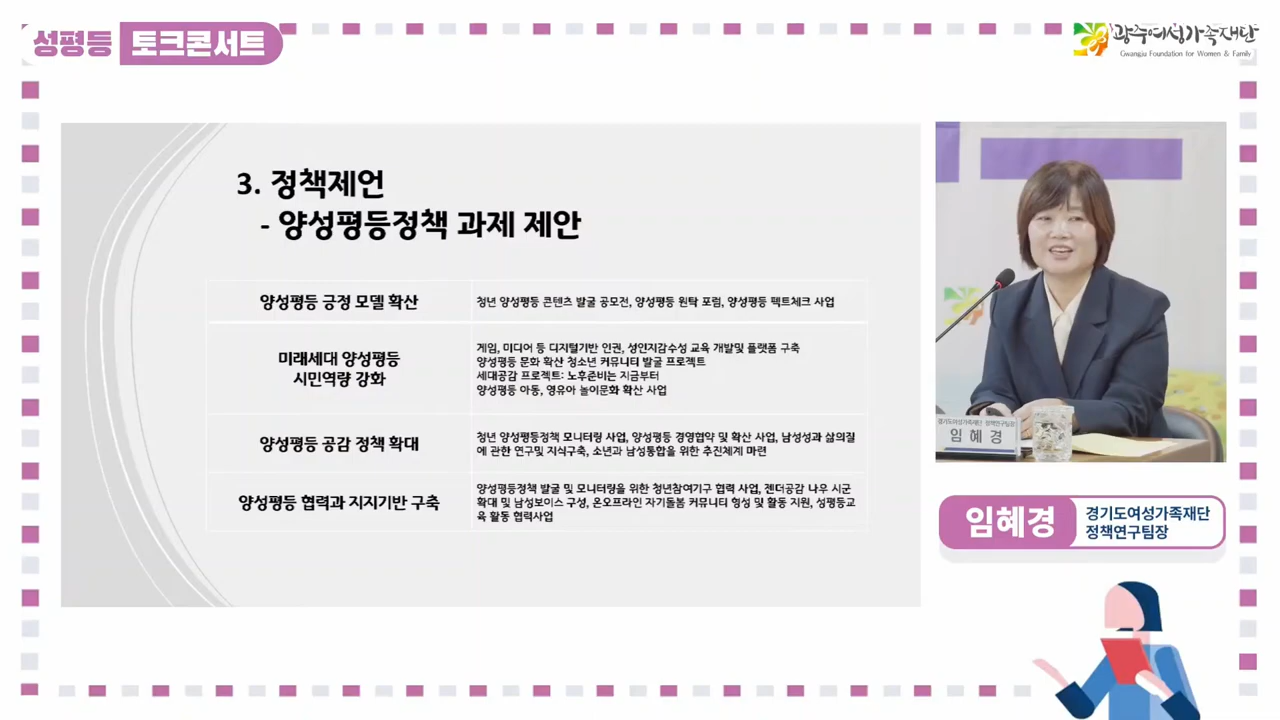 성평등 토크콘서트
광주여성가족재단
Gwangju Foundation for Women & Family
3. 정책제언
- 양성평등정책 과제 제안
양성평등 긍정 모델 확산
청년 양성평등 콘텐츠 발굴 공모전, 양성평등 원탁 포럼, 양성평등 팩트체크 사업
미래세대 양성평등
시민역량 강화
게임, 미디어 등 디지털기반 인권, 성인지감수성 교육 개발및 플랫폼 구축
양성평등 문화 확산 청소년 커뮤니티 발굴 프로젝트
세대공감 프로젝트: 노후준비는 지금부터
양성평등 아동, 영유아 놀이문화 확산 사업
양성평등 공감 정책 확대
청년 양성평등정책 모니터링 사업, 양성평등 경영협약 및 확산 사업, 남성성과 삶의질
에 관한 연구및 지식구축, 소년과 남성통합을 위한 추진체계 마련
양성평등 협력과 지지기반 구축
양성평등정책 발굴 및 모니터링을 위한 청년참여기구 협력 사업, 젠더공감 나우 시군
확대 및 남성보이스 구성, 온오프라인 자기돌봄 커뮤니티 형성 및 활동 지원, 성평등교
육 활동 협력사업
경기도여성가족재단 정책연구팀장
임 혜 경
임혜경
경기도여성가족재단
정책연구팀장